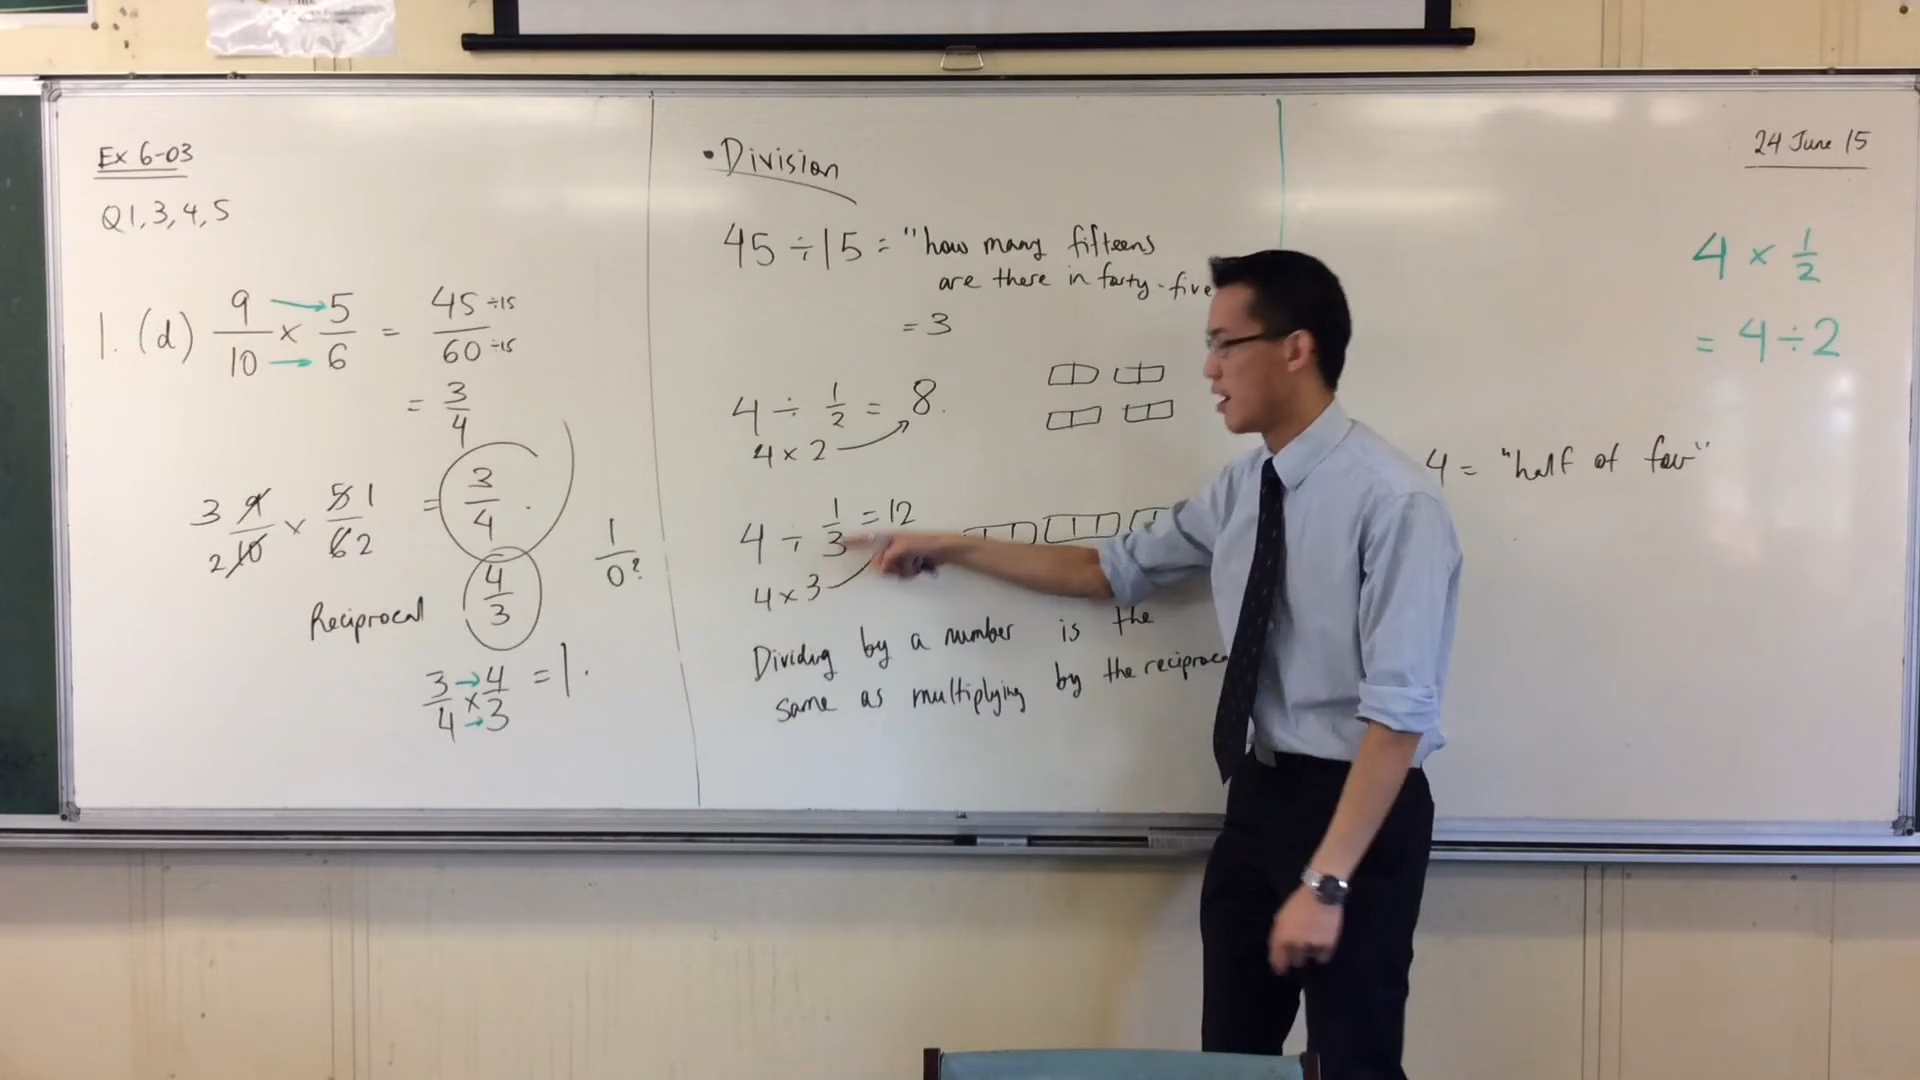 Ex 6-03
Q1, 3, 4, 5
1. (d) 9/10 × 5/6 = 45/60 ÷15 ÷15
= 3/4
3 9 / 2 10 × 5 1 / 6 2 = 3/4.
Reciprocal 4/3
3/4 × 4/3 = 1.
1/0?
• Division
45 ÷ 15 = "how many fifteens
are there in forty-five
= 3
4 ÷ 1/2 = 8.
4 × 2
4 ÷ 1/3 = 12
4 × 3
Dividing by a number is the
same as multiplying by the reciproca
24 June 15
4 × 1/2
= 4 ÷ 2
4 = "half of four"